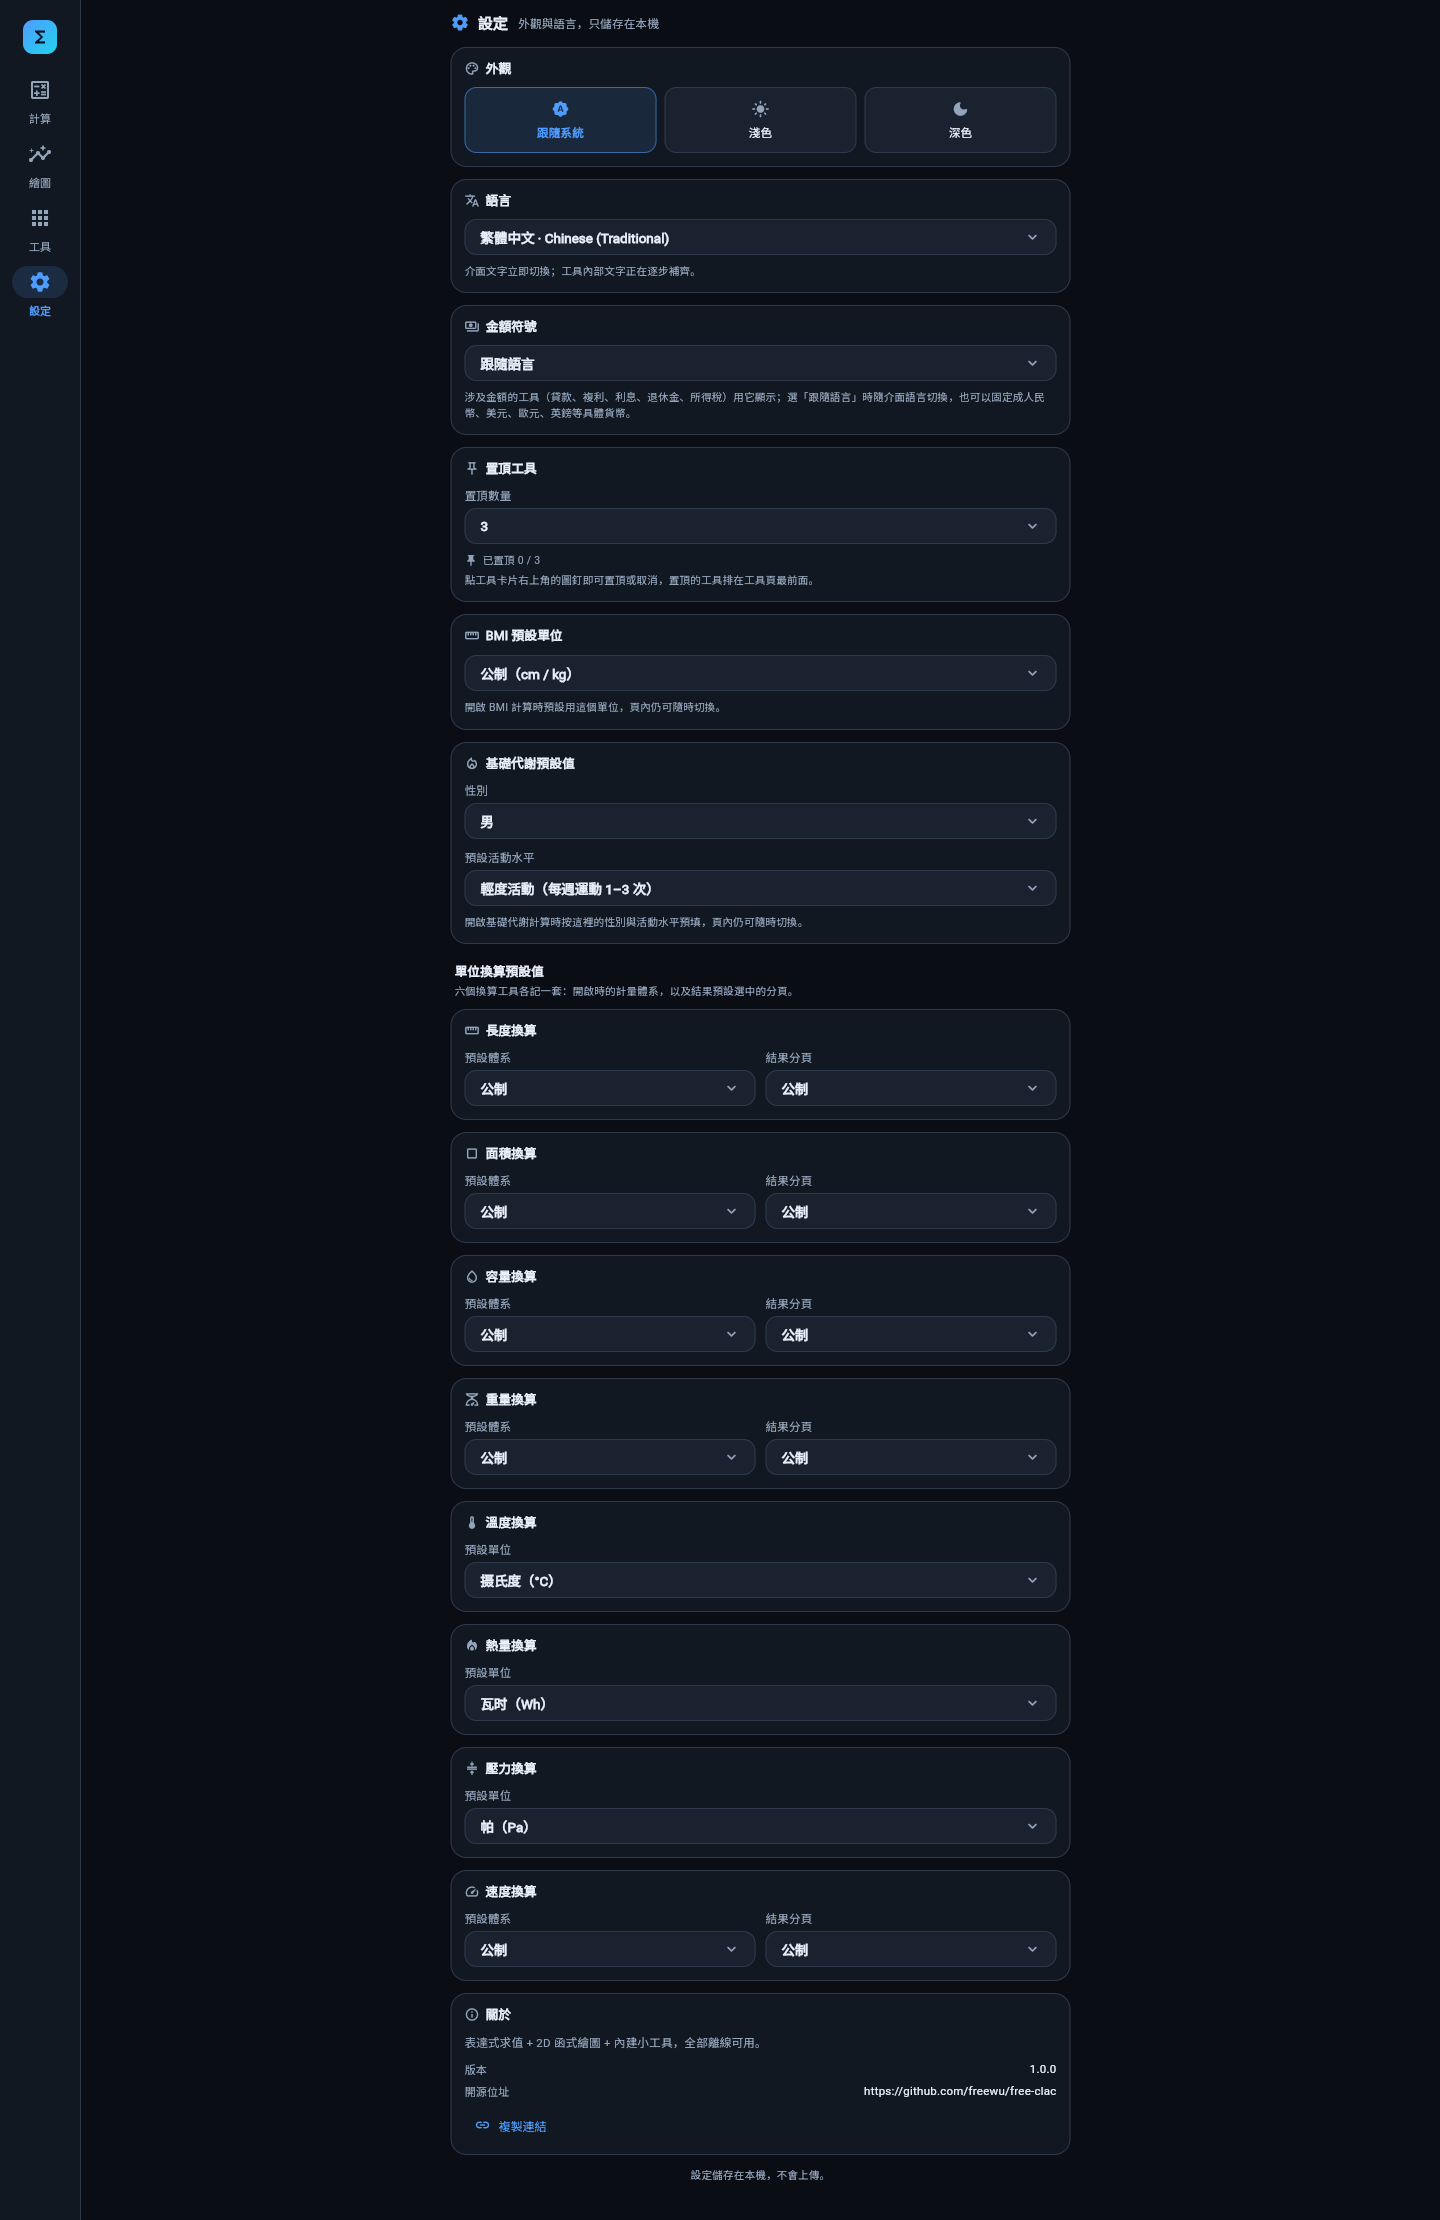 Σ
計算
繪圖
工具
設定
設定 外觀與語言，只儲存在本機
外觀
跟隨系統
淺色
深色
語言
繁體中文 · Chinese (Traditional)
介面文字立即切換；工具內部文字正在逐步補齊。
金額符號
跟隨語言
涉及金額的工具（貸款、複利、利息、退休金、所得稅）用它顯示；選「跟隨語言」時隨介面語言切換，也可以固定成人民
幣、美元、歐元、英鎊等具體貨幣。
置頂工具
置頂數量
3
已置頂 0 / 3
點工具卡片右上角的圖釘即可置頂或取消，置頂的工具排在工具頁最前面。
BMI 預設單位
公制（cm / kg）
開啟 BMI 計算時預設用這個單位，頁內仍可隨時切換。
基礎代謝預設值
性別
男
預設活動水平
輕度活動（每週運動 1–3 次）
開啟基礎代謝計算時按這裡的性別與活動水平預填，頁內仍可隨時切換。
單位換算預設值
六個換算工具各記一套：開啟時的計量體系，以及結果預設選中的分頁。
長度換算
預設體系 結果分頁
公制 公制
面積換算
預設體系 結果分頁
公制 公制
容量換算
預設體系 結果分頁
公制 公制
重量換算
預設體系 結果分頁
公制 公制
溫度換算
預設單位
摄氏度（°C）
熱量換算
預設單位
瓦时（Wh）
壓力換算
預設單位
帕（Pa）
速度換算
預設體系 結果分頁
公制 公制
關於
表達式求值 + 2D 函式繪圖 + 內建小工具，全部離線可用。
版本 1.0.0
開源位址 https://github.com/freewu/free-clac
複製連結
設定儲存在本機，不會上傳。